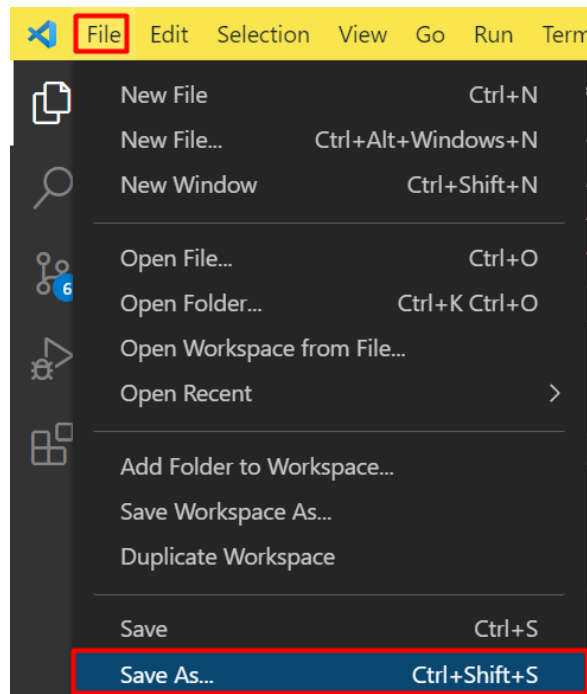 File Edit Selection View Go Run Term
New File Ctrl+N
New File... Ctrl+Alt+Windows+N
New Window Ctrl+Shift+N
Open File... Ctrl+O
Open Folder... Ctrl+K Ctrl+O
Open Workspace from File...
Open Recent
Add Folder to Workspace...
Save Workspace As...
Duplicate Workspace
Save Ctrl+S
Save As... Ctrl+Shift+S
6